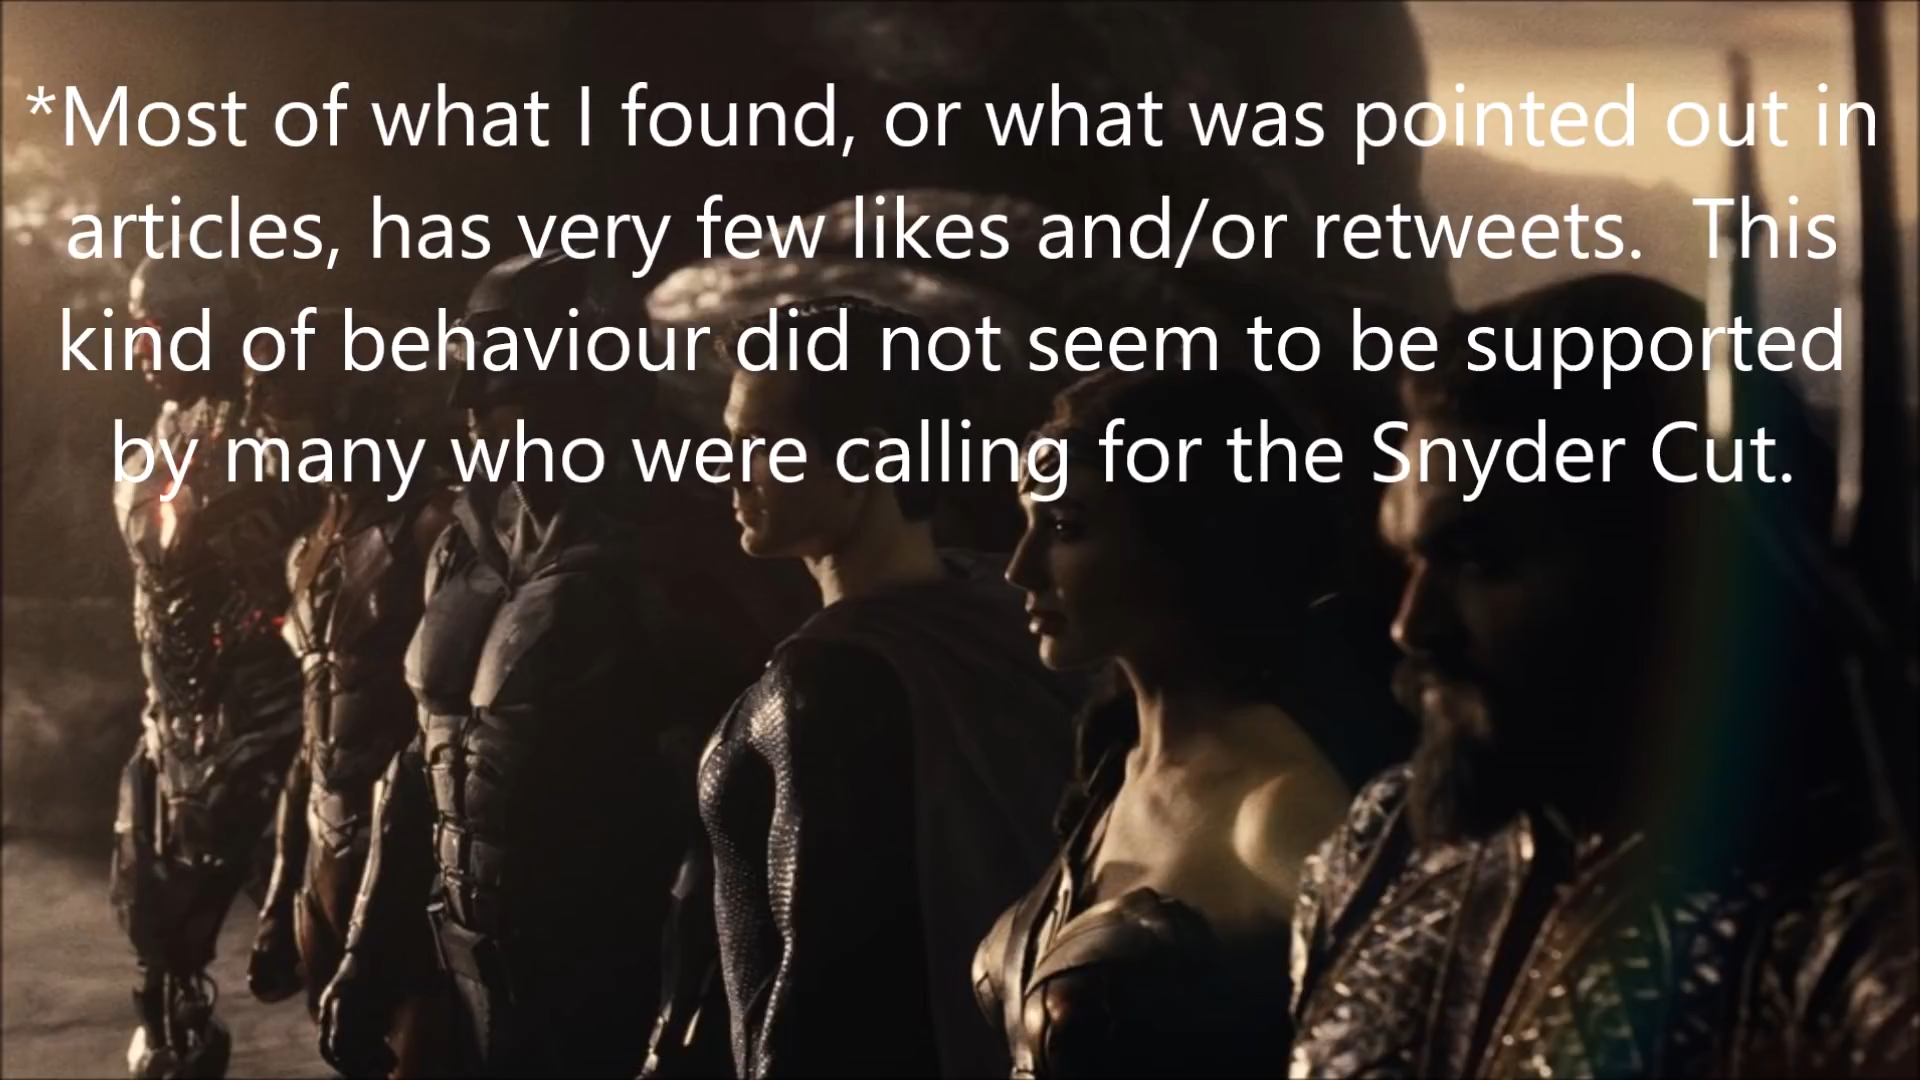 *Most of what I found, or what was pointed out in
articles, has very few likes and/or retweets.  This
kind of behaviour did not seem to be supported
by many who were calling for the Snyder Cut.